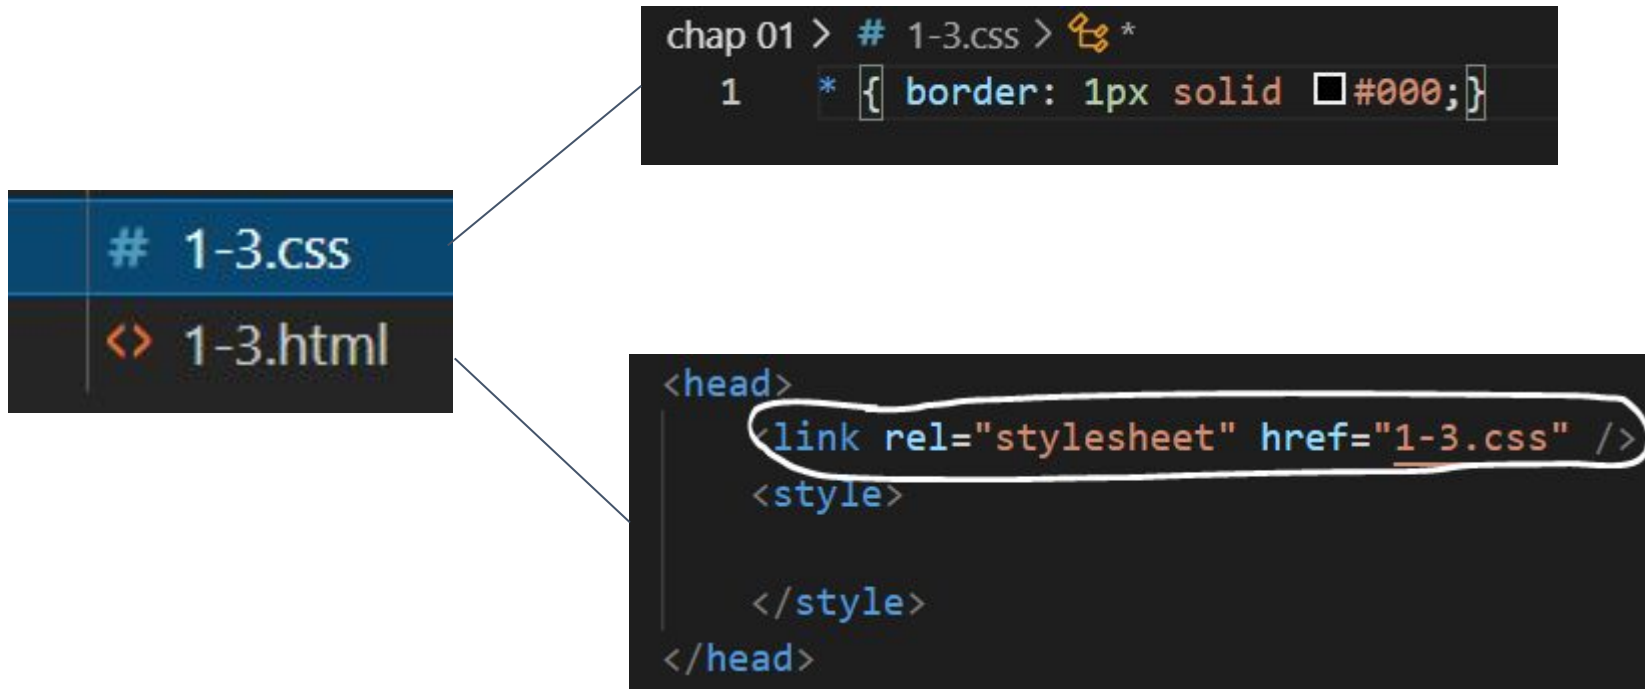 chap 01 > # 1-3.css > *
1 * { border: 1px solid #000;}
# 1-3.css
<> 1-3.html
<head>
<link rel="stylesheet" href="1-3.css" />
<style>
</style>
</head>